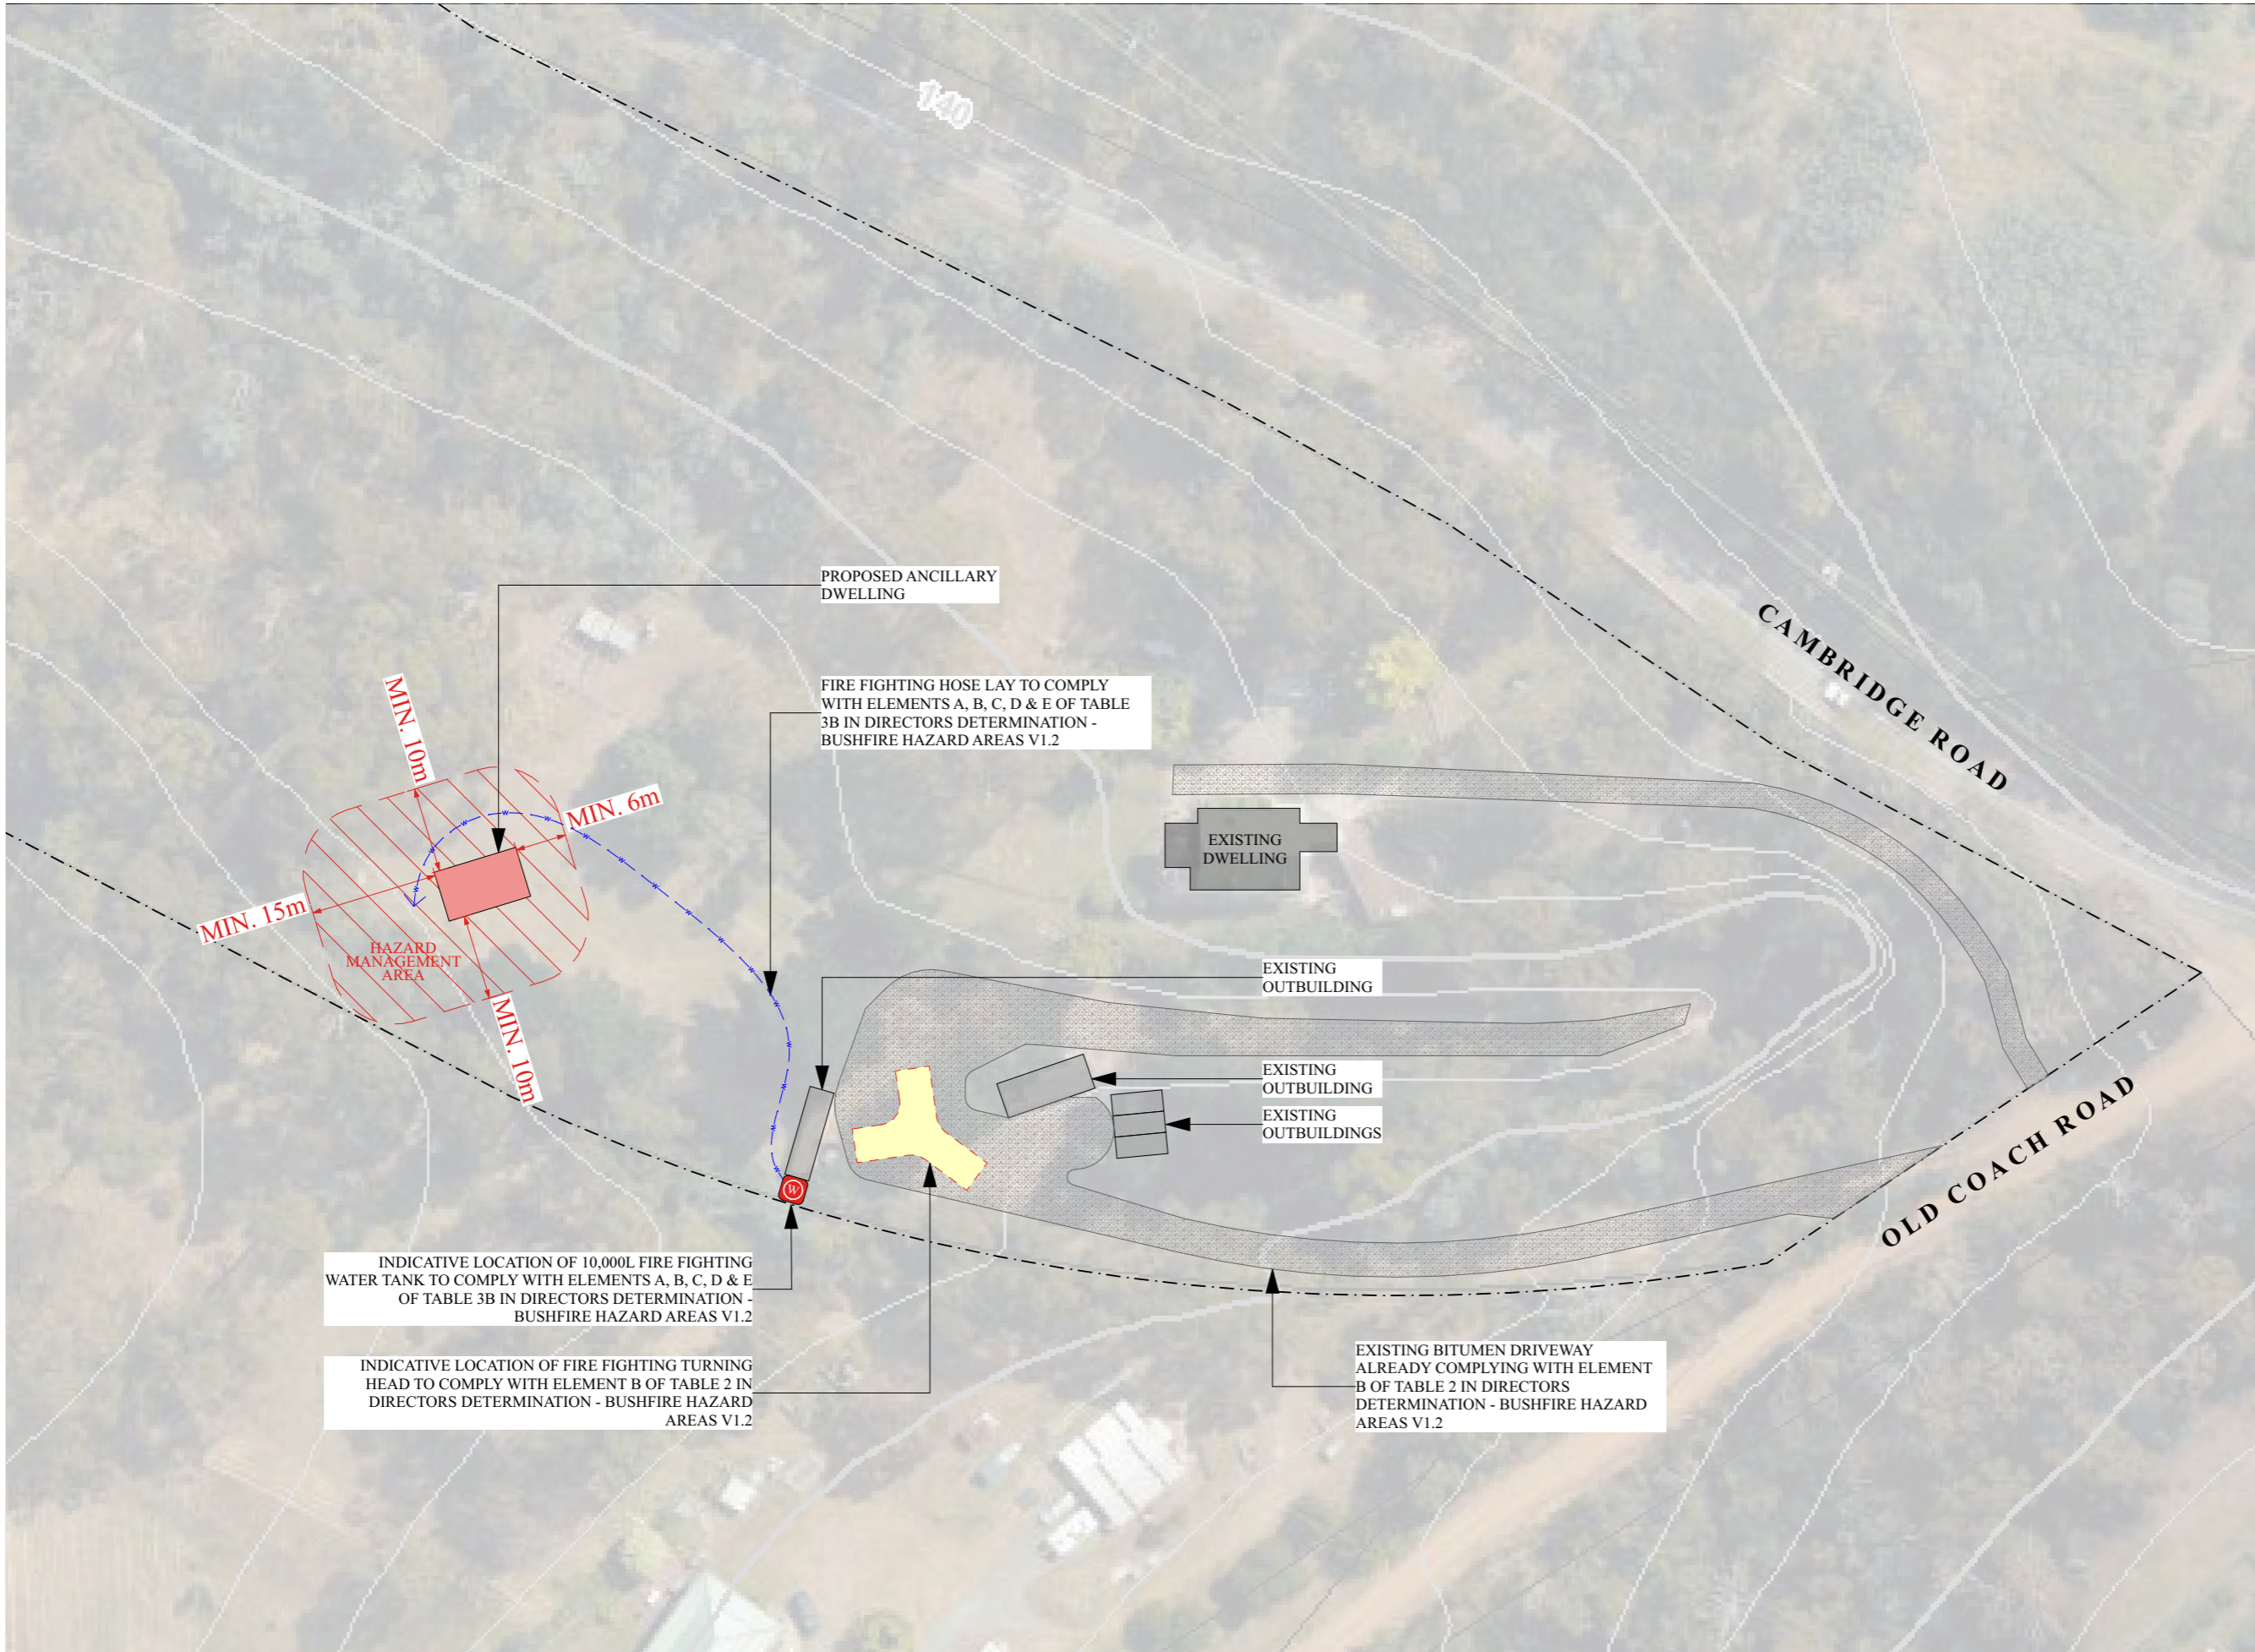 140
PROPOSED ANCILLARY
DWELLING
FIRE FIGHTING HOSE LAY TO COMPLY
WITH ELEMENTS A, B, C, D & E OF TABLE
3B IN DIRECTORS DETERMINATION -
BUSHFIRE HAZARD AREAS V1.2
CAMBRIDGE ROAD
MIN. 10m
MIN. 6m
MIN. 15m
HAZARD
MANAGEMENT
AREA
MIN. 10m
EXISTING
DWELLING
EXISTING
OUTBUILDING
EXISTING
OUTBUILDING
EXISTING
OUTBUILDINGS
OLD COACH ROAD
W
INDICATIVE LOCATION OF 10,000L FIRE FIGHTING
WATER TANK TO COMPLY WITH ELEMENTS A, B, C, D & E
OF TABLE 3B IN DIRECTORS DETERMINATION -
BUSHFIRE HAZARD AREAS V1.2
INDICATIVE LOCATION OF FIRE FIGHTING TURNING
HEAD TO COMPLY WITH ELEMENT B OF TABLE 2 IN
DIRECTORS DETERMINATION - BUSHFIRE HAZARD
AREAS V1.2
EXISTING BITUMEN DRIVEWAY
ALREADY COMPLYING WITH ELEMENT
B OF TABLE 2 IN DIRECTORS
DETERMINATION - BUSHFIRE HAZARD
AREAS V1.2